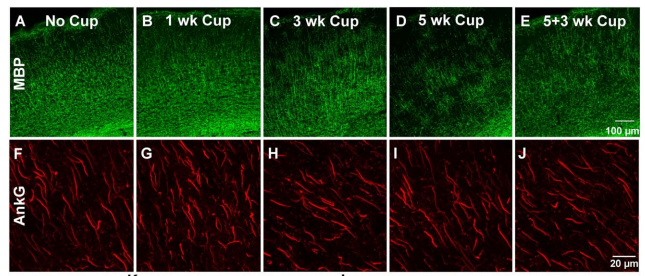 A No Cup B 1 wk Cup C 3 wk Cup D 5 wk Cup E 5+3 wk Cup
MBP
100 µm
F G H I J
AnkG
20 µm